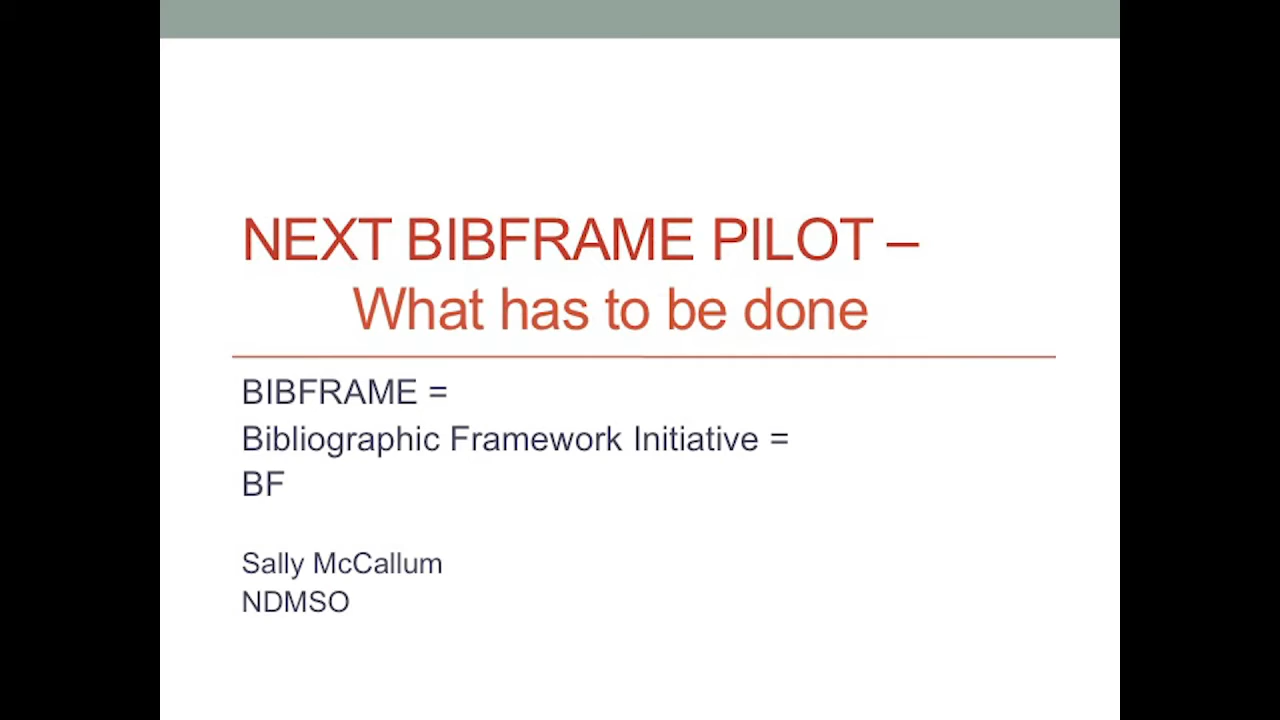 NEXT BIBFRAME PILOT –
What has to be done
BIBFRAME =
Bibliographic Framework Initiative =
BF
Sally McCallum
NDMSO